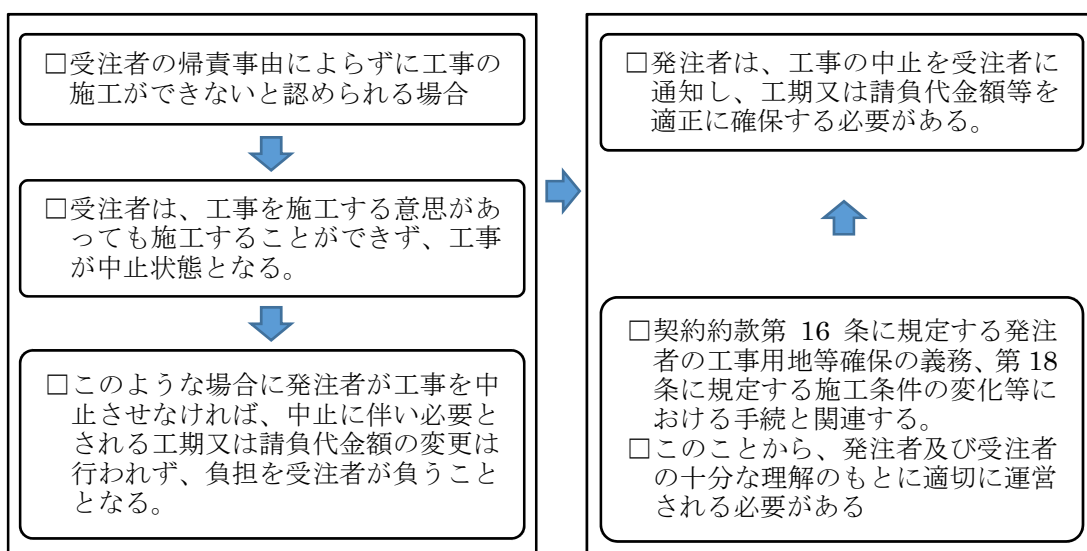 □受注者の帰責事由によらずに工事の
施工ができないと認められる場合
□受注者は、工事を施工する意思があ
っても施工することができず、工事
が中止状態となる。
□このような場合に発注者が工事を中
止させなければ、中止に伴い必要と
される工期又は請負代金額の変更は
行われず、負担を受注者が負うこと
となる。
□発注者は、工事の中止を受注者に
通知し、工期又は請負代金額等を
適正に確保する必要がある。
□契約約款第 16 条に規定する発注
者の工事用地等確保の義務、第 18
条に規定する施工条件の変化等に
おける手続と関連する。
□このことから、発注者及び受注者
の十分な理解のもとに適切に運営
される必要がある